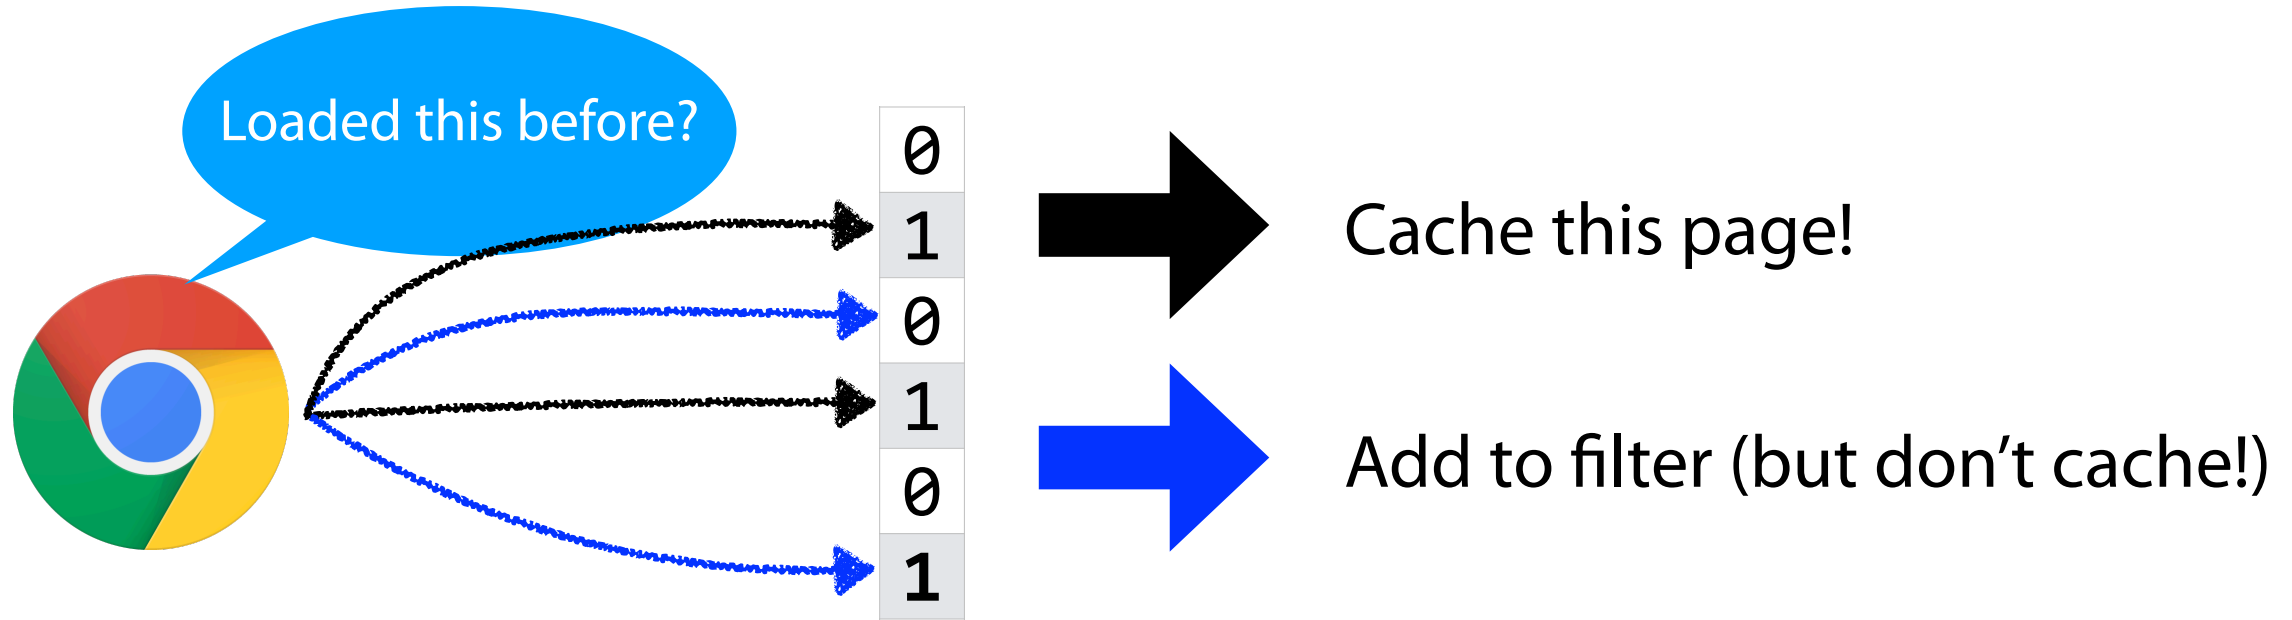 Loaded this before?
0
1
0
1
0
1
Cache this page!
Add to filter (but don’t cache!)